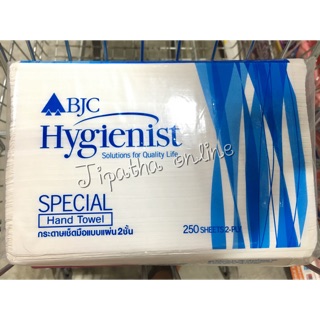 BJC
Hygienist
Solutions for Quality Life
Jipatha online
SPECIAL
Hand Towel
กระดาษเช็ดมือแบบแผ่น 2ชั้น
250 SHEETS 2-PLY